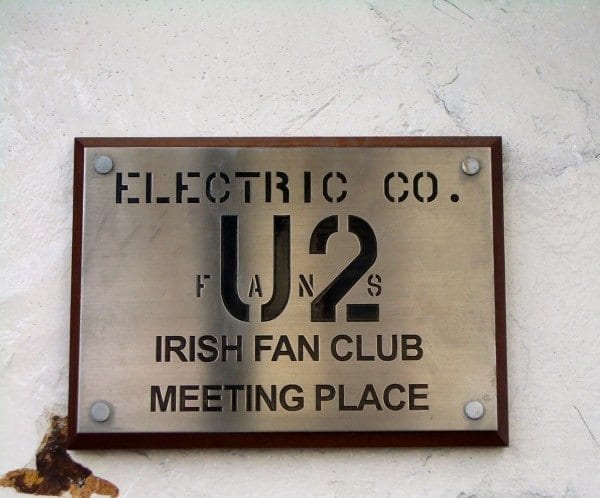 ELECTRIC CO.
U2
FANS
IRISH FAN CLUB
MEETING PLACE